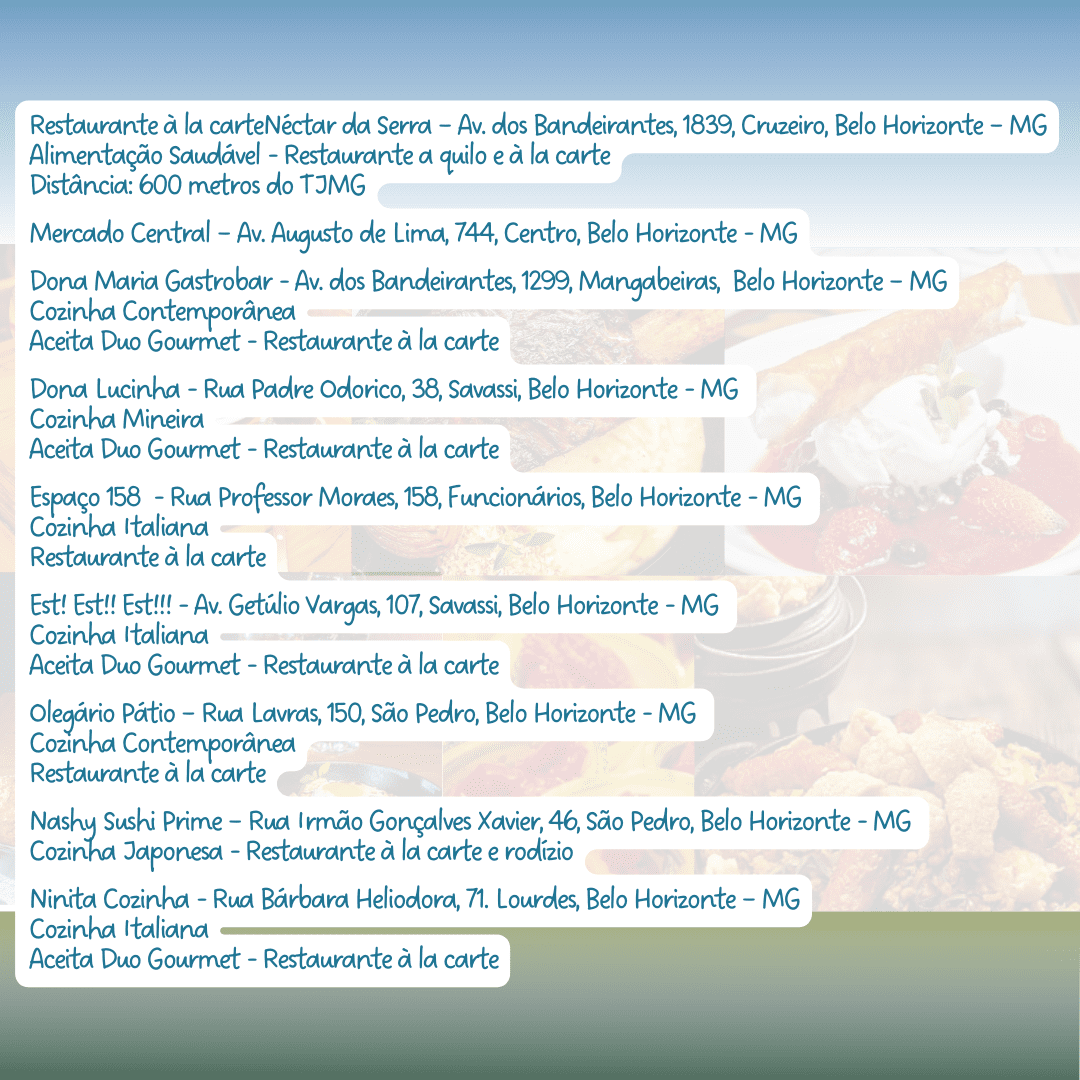 Restaurante à la carteNéctar da Serra – Av. dos Bandeirantes, 1839, Cruzeiro, Belo Horizonte – MG
Alimentação Saudável - Restaurante a quilo e à la carte
Distância: 600 metros do TJMG
Mercado Central – Av. Augusto de Lima, 744, Centro, Belo Horizonte - MG
Dona Maria Gastrobar - Av. dos Bandeirantes, 1299, Mangabeiras, Belo Horizonte – MG
Cozinha Contemporânea
Aceita Duo Gourmet - Restaurante à la carte
Dona Lucinha - Rua Padre Odorico, 38, Savassi, Belo Horizonte - MG
Cozinha Mineira
Aceita Duo Gourmet - Restaurante à la carte
Espaço 158 - Rua Professor Moraes, 158, Funcionários, Belo Horizonte - MG
Cozinha Italiana
Restaurante à la carte
Est! Est!! Est!!! - Av. Getúlio Vargas, 107, Savassi, Belo Horizonte - MG
Cozinha Italiana
Aceita Duo Gourmet - Restaurante à la carte
Olegário Pátio – Rua Lavras, 150, São Pedro, Belo Horizonte - MG
Cozinha Contemporânea
Restaurante à la carte
Nashy Sushi Prime – Rua Irmão Gonçalves Xavier, 46, São Pedro, Belo Horizonte - MG
Cozinha Japonesa - Restaurante à la carte e rodízio
Ninita Cozinha - Rua Bárbara Heliodora, 71. Lourdes, Belo Horizonte – MG
Cozinha Italiana
Aceita Duo Gourmet - Restaurante à la carte